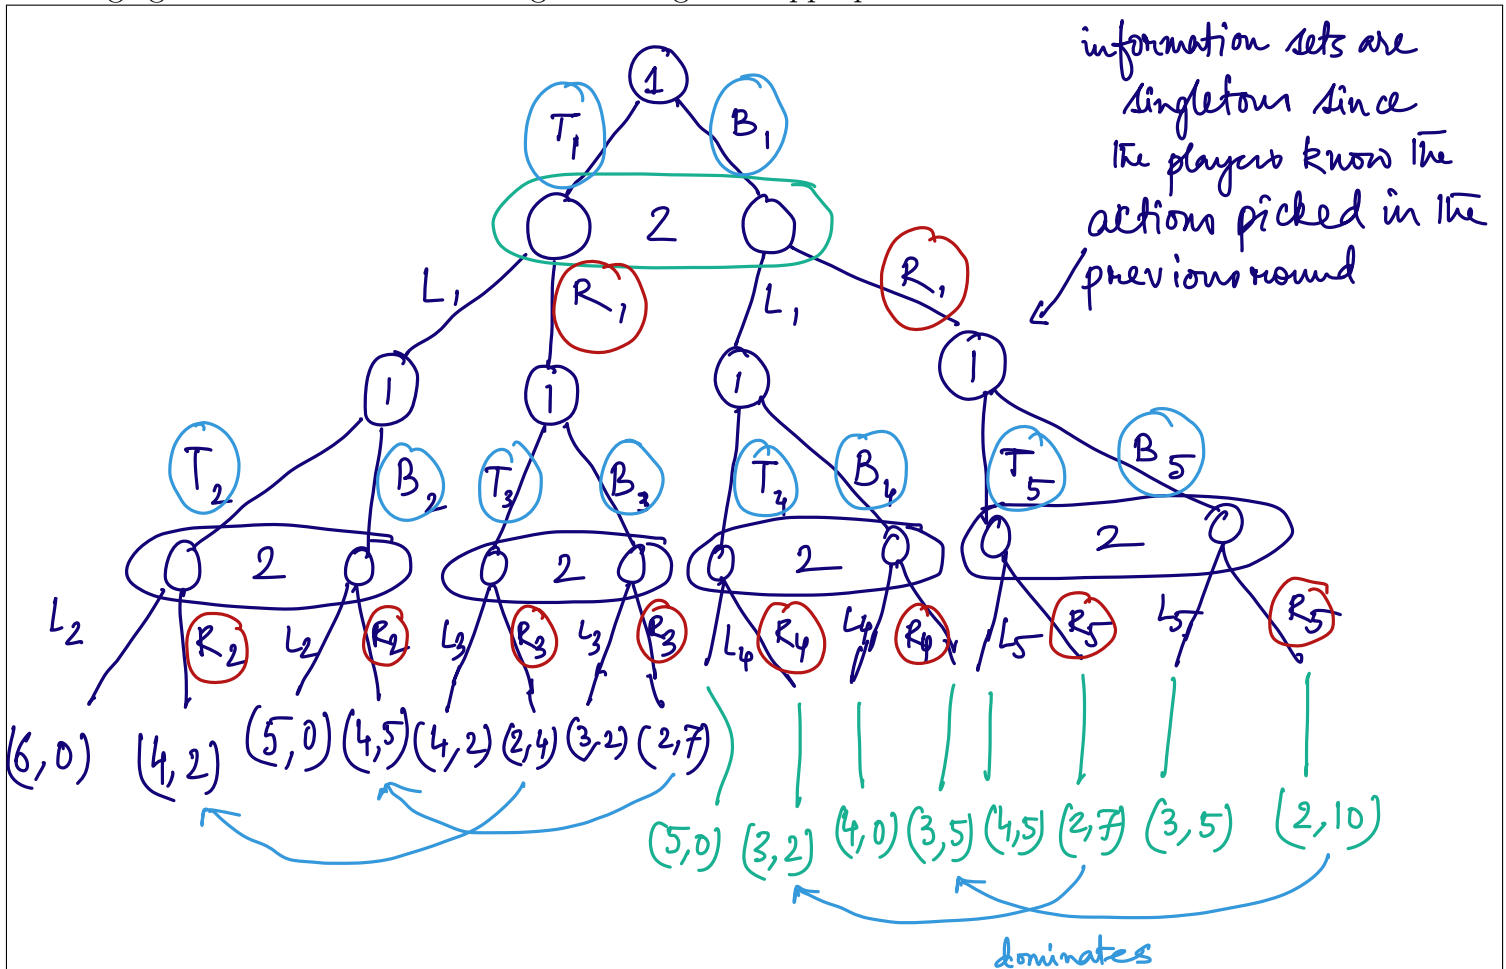 information sets are
singletons since
the players know the
actions picked in the
previous round
1
T1 B1
2
L1 R1 L1 R1
1 1 1 1
T2 B2 T3 B3 T4 B4 T5 B5
2 2 2 2
L2 R2 L2 R2 L3 R3 L3 R3 L4 R4 L4 R4 L5 R5 L5 R5
(6,0) (4,2) (5,0) (4,5) (4,2) (2,4) (3,2) (2,7)
(5,0) (3,2) (4,0) (3,5) (4,5) (2,7) (3,5) (2,10)
dominates